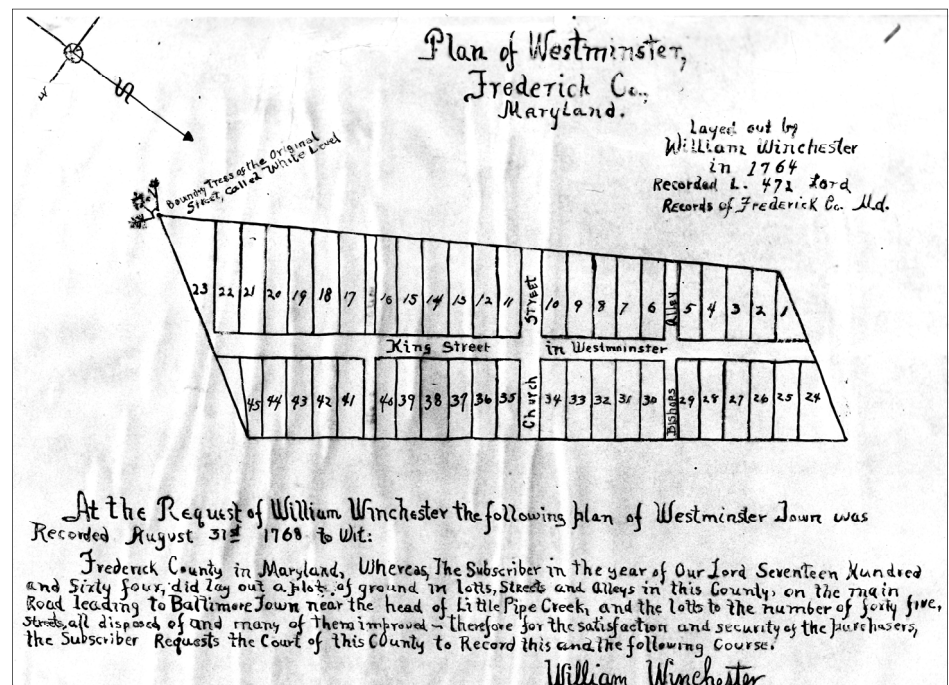 Plan of Westminster,
Frederick Co.,
Maryland.
S
Layed out by
William Winchester
in 1764
Recorded L. 472 Lord
Records of Frederick Co. Md.
Boundry Trees of the Original
Street, Called White Level
23 22 21 20 19 18 17 16 15 14 13 12 11 Street 10 9 8 7 6 Alley 5 4 3 2 1
King Street in Westminster
45 44 43 42 41 40 39 38 37 36 35 Church 34 33 32 31 30 Bishops 29 28 27 26 25 24
At the Request of William Winchester the following plan of Westminster Town was
Recorded August 31st 1768 to Wit:
Frederick County in Maryland, Whereas, The Subscriber in the year of Our Lord Seventeen Hundred
and Sixty four, did lay out a plot of ground in lotts, Streets and Alleys in this County, on the main
Road leading to Baltimore Town near the head of Little Pipe Creek, and the lotts to the number of forty five,
Streets, all disposed of and many of them improved - therefore for the satisfaction and security of the purchasers,
the Subscriber Requests the Court of this County to Record this and the following Course.
William Winchester